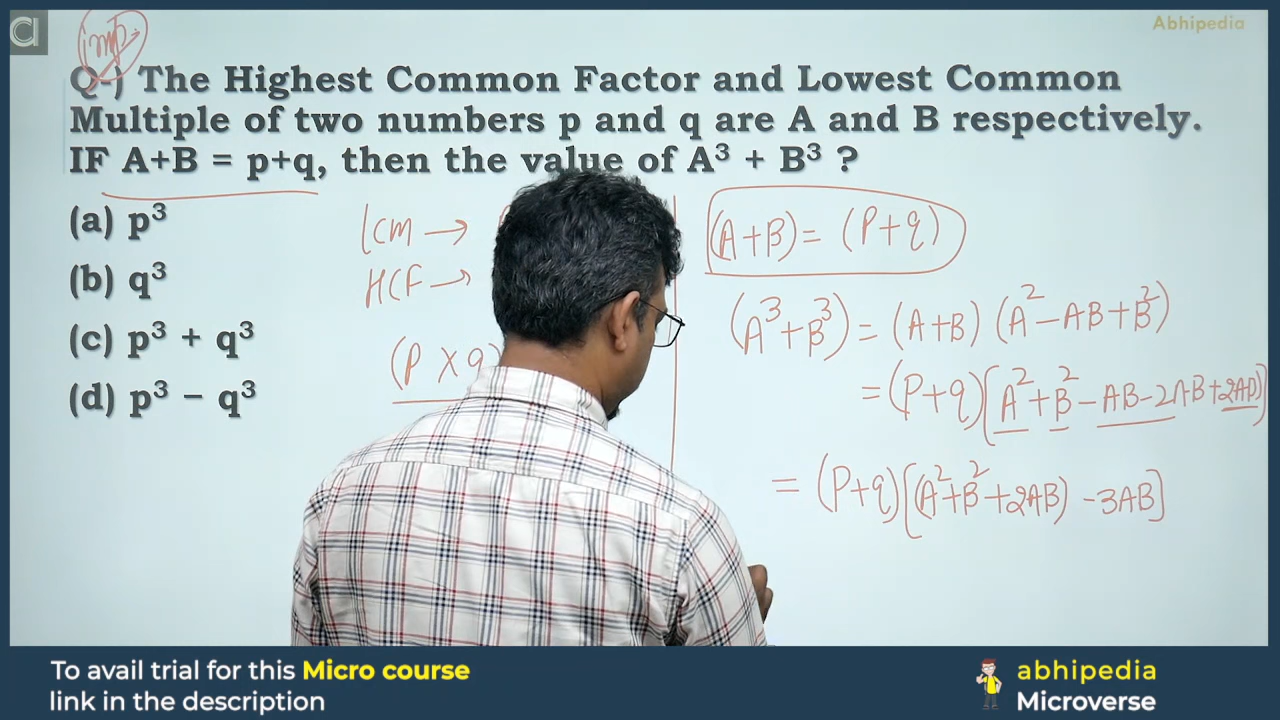 a
Abhipedia
imp.
Q-) The Highest Common Factor and Lowest Common
Multiple of two numbers p and q are A and B respectively.
IF A+B = p+q, then the value of A³ + B³ ?
(a) p³
(b) q³
(c) p³ + q³
(d) p³ − q³
LCM →
HCF →
(P × q
(A+B) = (P+q)
(A³+B³) = (A+B) (A²-AB+B²)
= (P+q) [A²+B²-AB-2AB+2AB)]
= (P+q) [(A²+B²+2AB) -3AB]
To avail trial for this Micro course
link in the description
abhipedia
Microverse